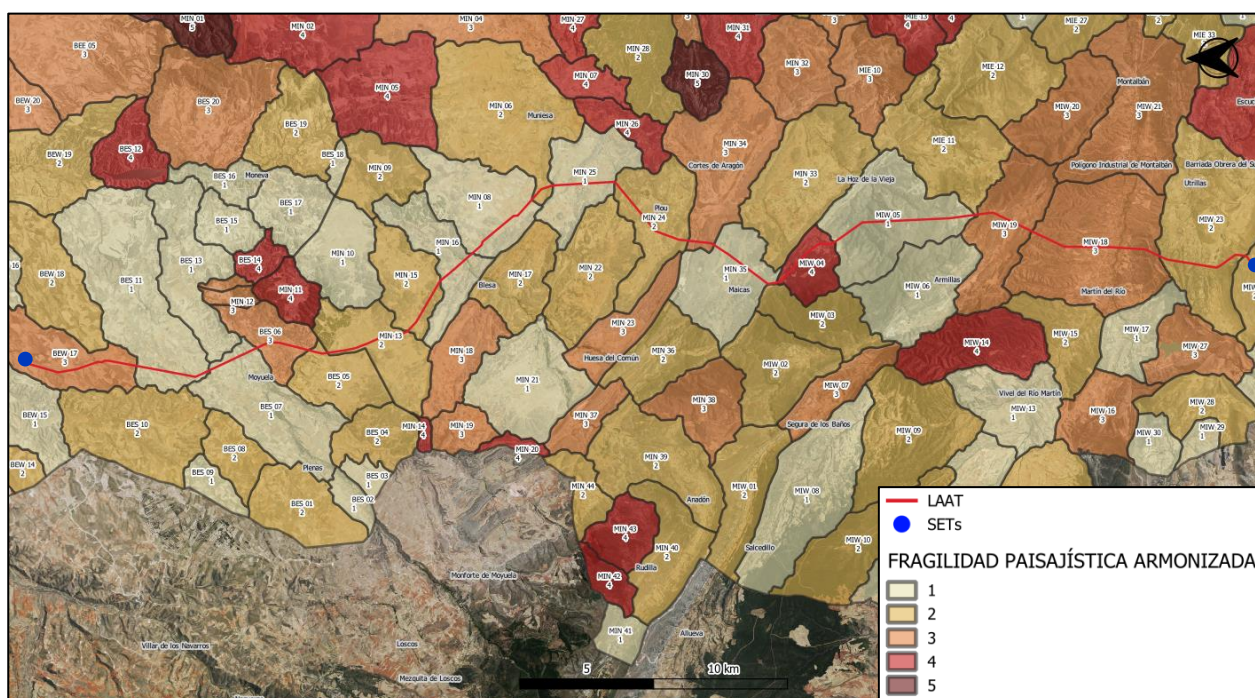 MIN 01
5
MIN 02
4
MIN 04
3
MIN 27
4
MIN 28
2
MIN 31
4
MIE 13
4
MIE 27
2
MIE 33
BEE 05
3
MIN 07
4
MIN 30
5
MIN 32
3
MIE 10
3
MIE 12
2
Montalbán
BEW 20
3
BES 20
3
MIN 05
4
MIN 06
2
Muniesa
MIN 26
4
MIW 20
3
MIW 21
3
Escuc
BES 12
4
BES 19
2
MIN 34
3
MIE 11
2
BEW 19
2
BES 18
1
MIN 09
2
MIN 25
1
Cortes de Aragón
MIN 33
2
La Hoz de la Vieja
Polígono Industrial de Montalbán
Barriada Obrera del Sa
BES 16
1
Moneva
MIN 08
1
Utrillas
BES 17
1
Plou
MIN 24
2
MIW 05
1
BES 15
1
MIN 16
1
MIW 19
3
MIW 23
2
MIW 18
3
16
BES 13
1
BES 14
4
MIN 10
1
MIN 15
2
MIN 17
2
MIN 22
2
MIN 35
1
MIW 04
4
BEW 18
2
BES 11
1
MIN 11
4
Blesa
Maicas
MIW 06
1
Armillas
Martín del Río
MIW
2
MIN 12
3
BES 06
3
MIN 13
2
MIN 23
3
MIW 03
2
BEW 17
3
MIN 18
3
Huesa del Común
MIN 36
2
MIW 14
4
MIW 15
2
MIW 17
1
MIW 27
3
Moyuela
BES 05
2
MIN 21
1
MIW 02
2
MIW 07
3
Vivel del Río Martín
BES 07
1
MIN 38
3
MIW 13
1
MIW 16
3
MIW 28
2
BEW 15
1
BES 10
2
MIN 14
4
MIN 19
3
MIN 37
3
Segura de los Baños
MIW 29
1
MIW 30
1
BES 04
2
MIW 09
2
BES 08
2
MIN 20
4
MIN 39
2
BEW 14
2
Plenas
BES 09
1
BES 03
1
MIN 44
2
Anadón
MIW 01
2
MIW 08
1
BES 01
2
BES 02
1
MIN 43
4
MIN 40
2
Salcedillo
MIW 10
2
Monforte de Moyuela
MIN 42
4
Rudilla
MIN 41
1
Allueva
Villar de los Navarros
Loscos
Mezquita de Loscos
5
10 km
LAAT
SETs
FRAGILIDAD PAISAJÍSTICA ARMONIZADA
1
2
3
4
5